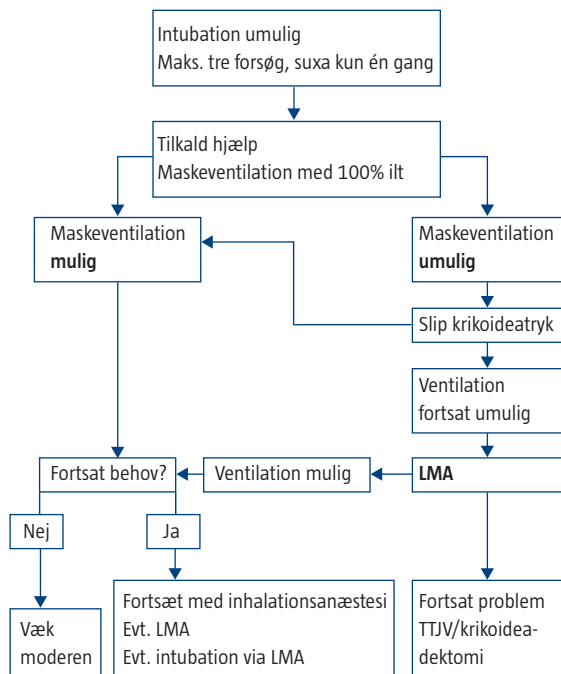 Intubation umulig
Maks. tre forsøg, suxa kun én gang
Tilkald hjælp
Maskeventilation med 100% ilt
Maskeventilation
mulig
Maskeventilation
umulig
Slip krikoideatryk
Ventilation
fortsat umulig
Fortsat behov?
Ventilation mulig
LMA
Nej
Ja
Væk
moderen
Fortsæt med inhalationsanæstesi
Evt. LMA
Evt. intubation via LMA
Fortsat problem
TTJV/krikoidea-
dektomi